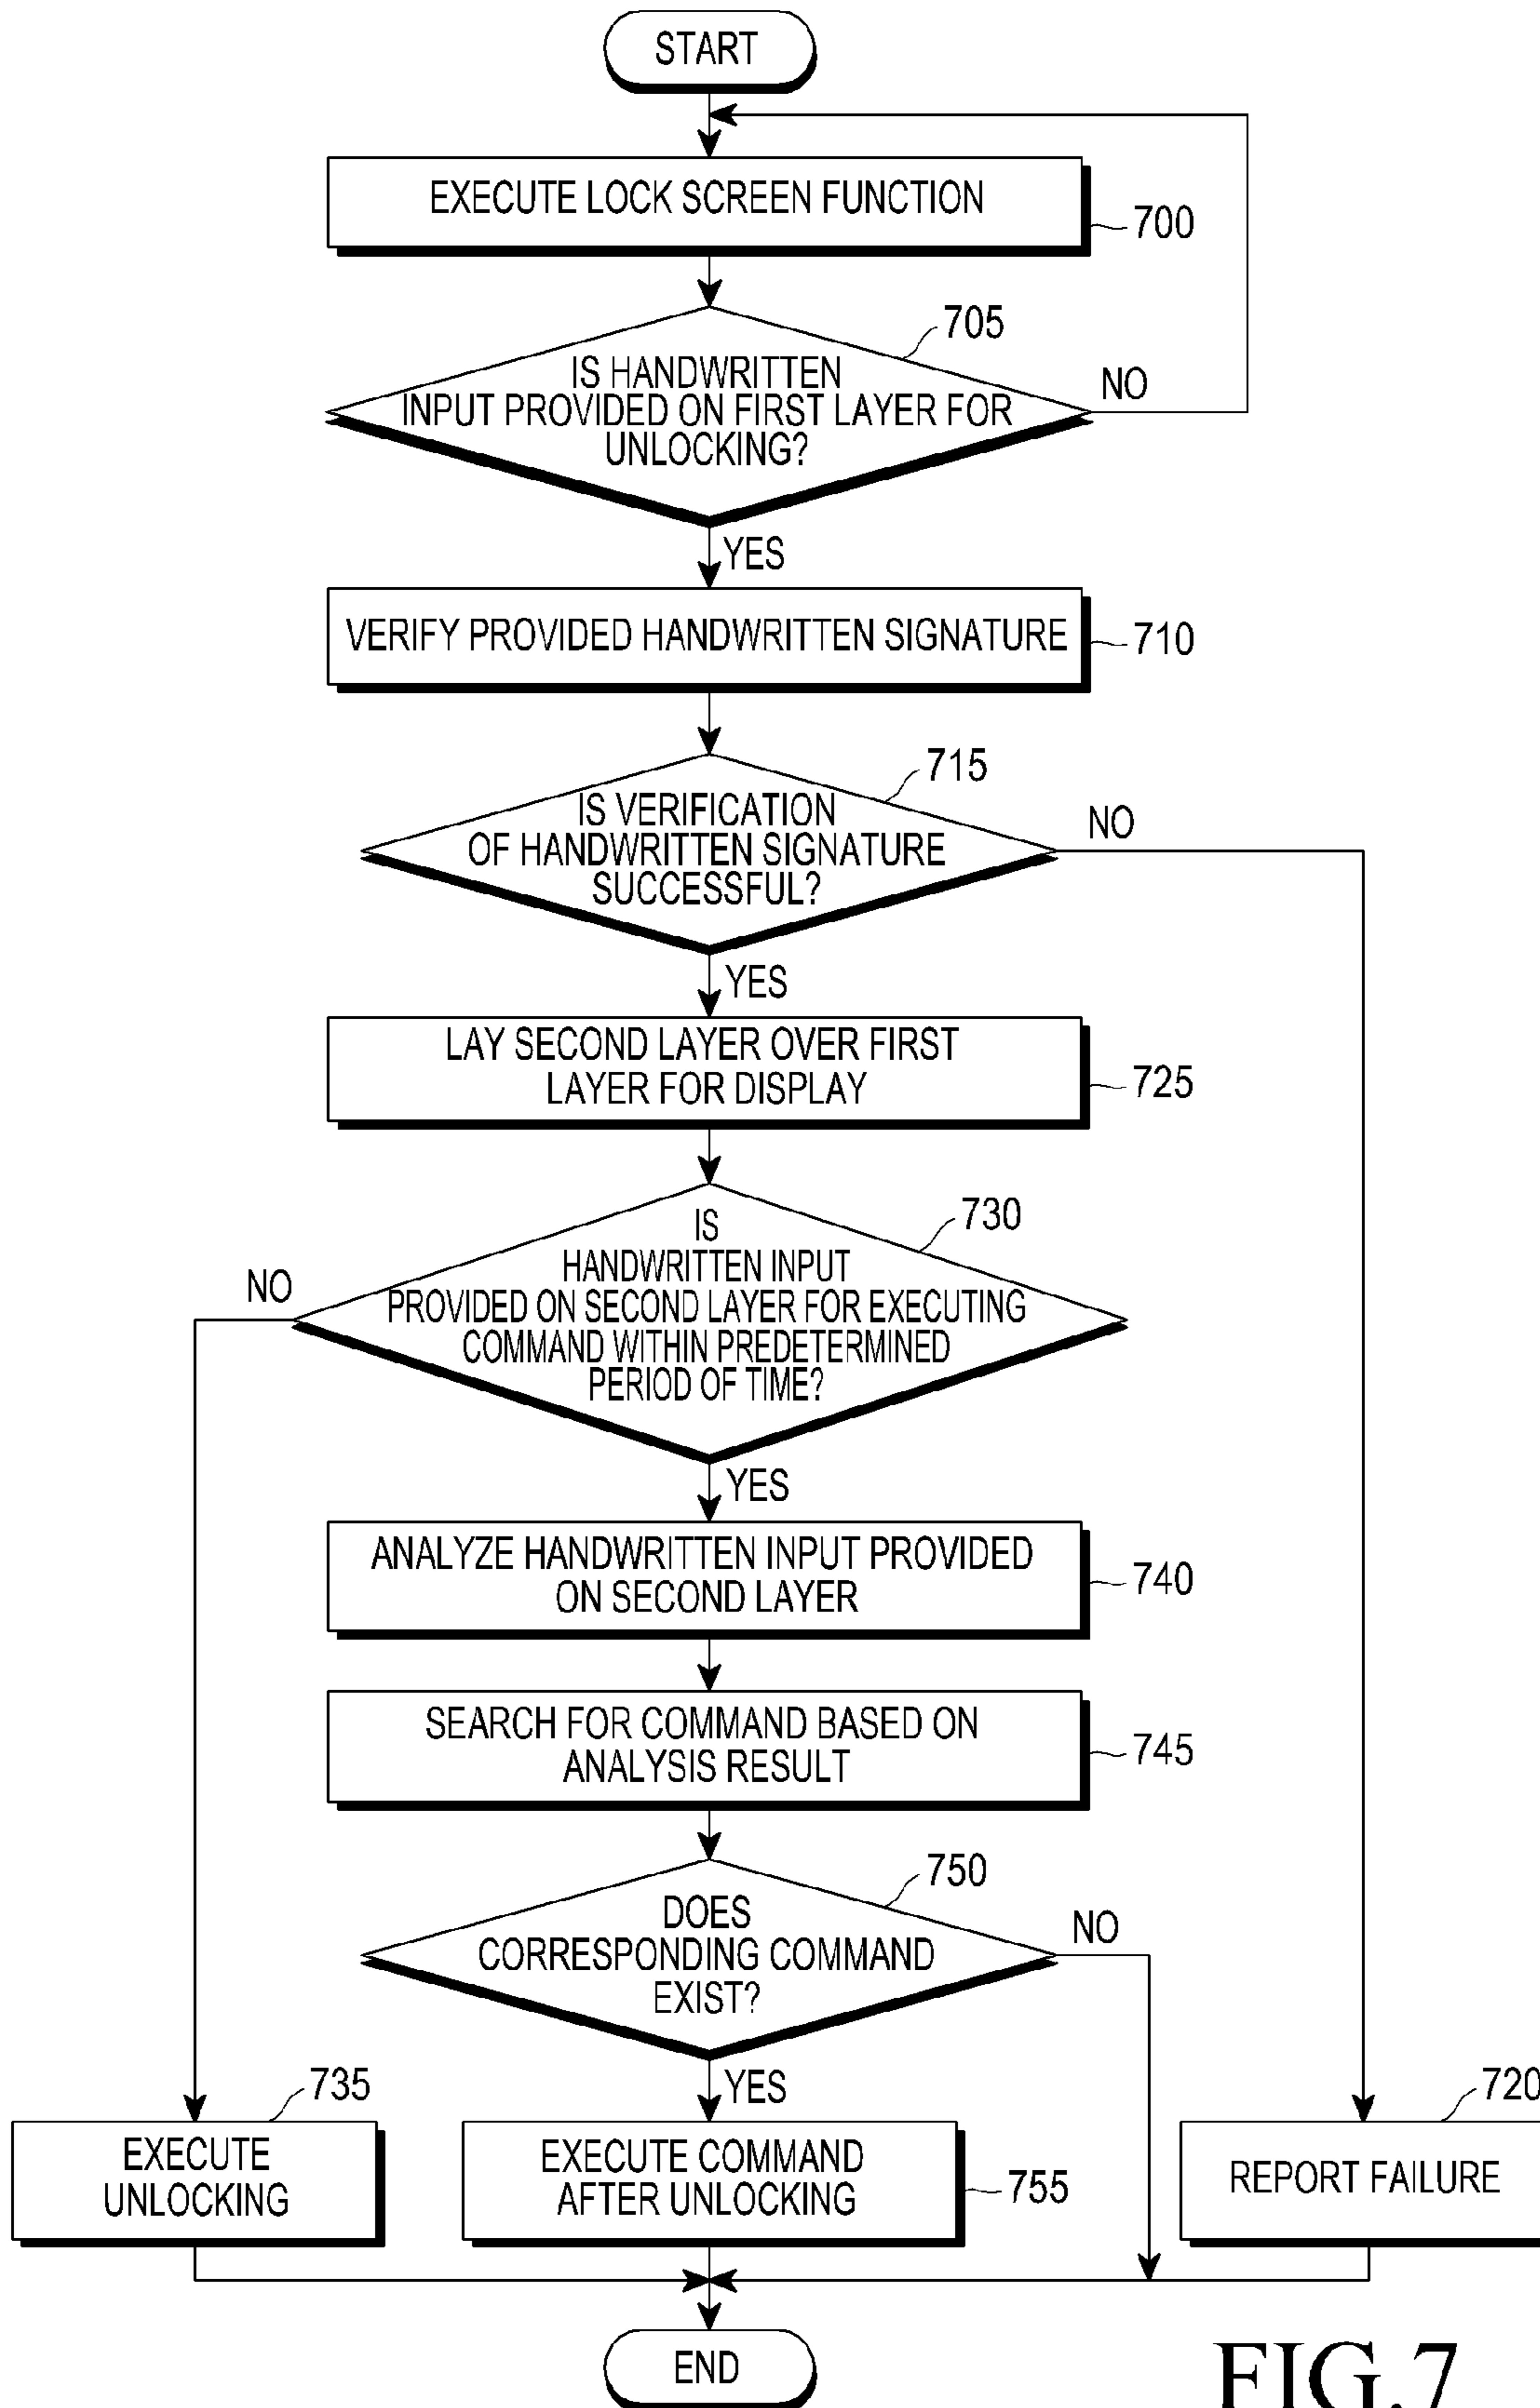 START
EXECUTE LOCK SCREEN FUNCTION
700
705
IS HANDWRITTEN
INPUT PROVIDED ON FIRST LAYER FOR
UNLOCKING?
NO
YES
VERIFY PROVIDED HANDWRITTEN SIGNATURE
710
715
IS VERIFICATION
OF HANDWRITTEN SIGNATURE
SUCCESSFUL?
NO
YES
LAY SECOND LAYER OVER FIRST
LAYER FOR DISPLAY
725
730
IS
HANDWRITTEN INPUT
PROVIDED ON SECOND LAYER FOR EXECUTING
COMMAND WITHIN PREDETERMINED
PERIOD OF TIME?
NO
YES
ANALYZE HANDWRITTEN INPUT PROVIDED
ON SECOND LAYER
740
SEARCH FOR COMMAND BASED ON
ANALYSIS RESULT
745
750
DOES
CORRESPONDING COMMAND
EXIST?
NO
YES
735
EXECUTE
UNLOCKING
EXECUTE COMMAND
AFTER UNLOCKING
755
720
REPORT FAILURE
END
FIG.7